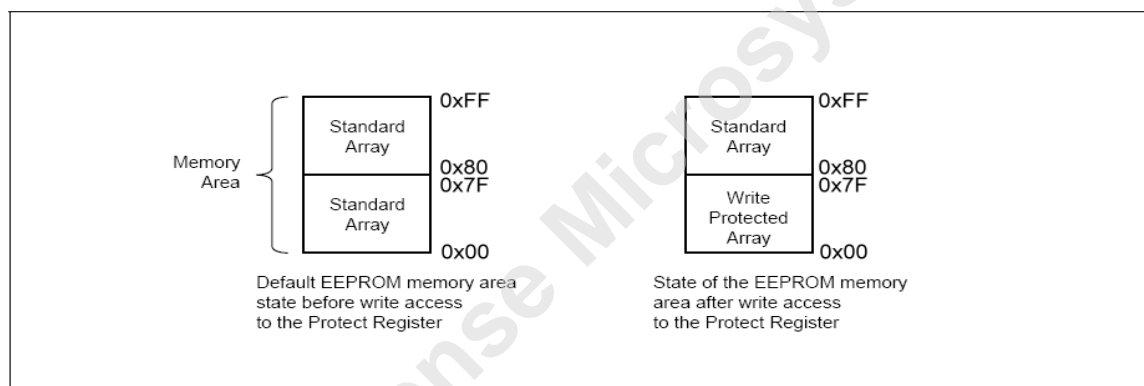 0xFF
Standard
Array
Memory
Area
0x80
0x7F
Standard
Array
0x00
Default EEPROM memory area
state before write access
to the Protect Register
0xFF
Standard
Array
0x80
0x7F
Write
Protected
Array
0x00
State of the EEPROM memory
area after write access
to the Protect Register